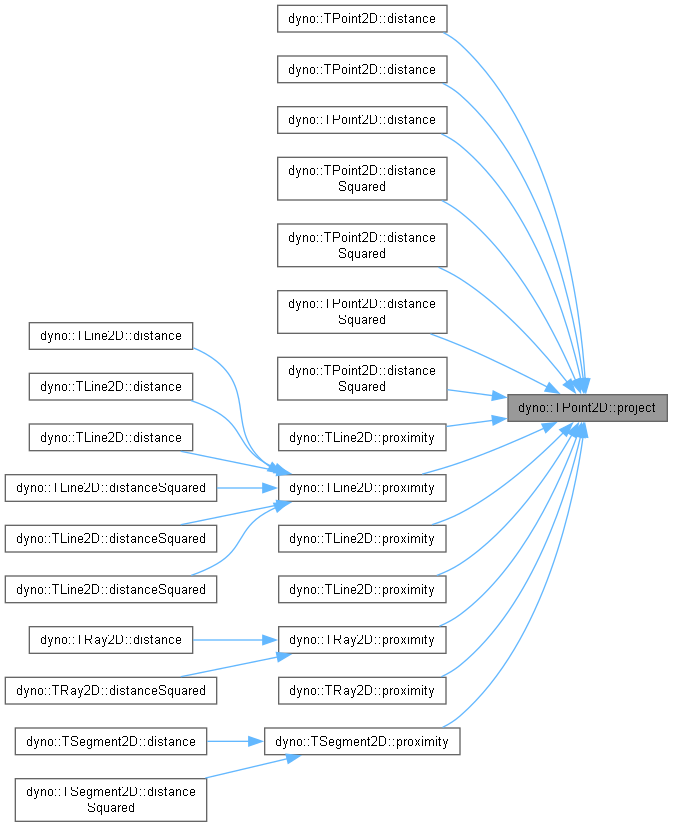 dyno::TPoint2D::distance
dyno::TPoint2D::distance
dyno::TPoint2D::distance
dyno::TPoint2D::distance
Squared
dyno::TPoint2D::distance
Squared
dyno::TPoint2D::distance
Squared
dyno::TPoint2D::distance
Squared
dyno::TPoint2D::project
dyno::TLine2D::distance
dyno::TLine2D::distance
dyno::TLine2D::distance
dyno::TLine2D::distanceSquared
dyno::TLine2D::distanceSquared
dyno::TLine2D::distanceSquared
dyno::TLine2D::proximity
dyno::TLine2D::proximity
dyno::TLine2D::proximity
dyno::TLine2D::proximity
dyno::TRay2D::distance
dyno::TRay2D::proximity
dyno::TRay2D::distanceSquared
dyno::TRay2D::proximity
dyno::TSegment2D::distance
dyno::TSegment2D::proximity
dyno::TSegment2D::distance
Squared